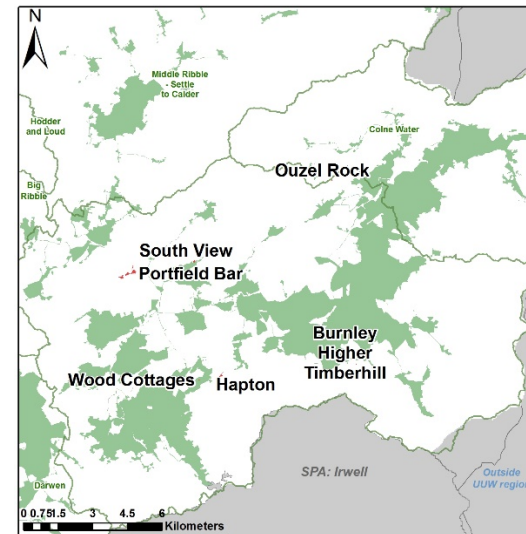 N
Middle Ribble
- Settle
to Calder
Hodder
and Loud
Colne Water
Ouzel Rock
Big
Ribble
South View
Portfield Bar
Burnley
Higher
Timberhill
Wood Cottages
Hapton
SPA: Irwell
Outside
UUW region
Darwen
0 0.75 1.5 3 4.5 6
Kilometers